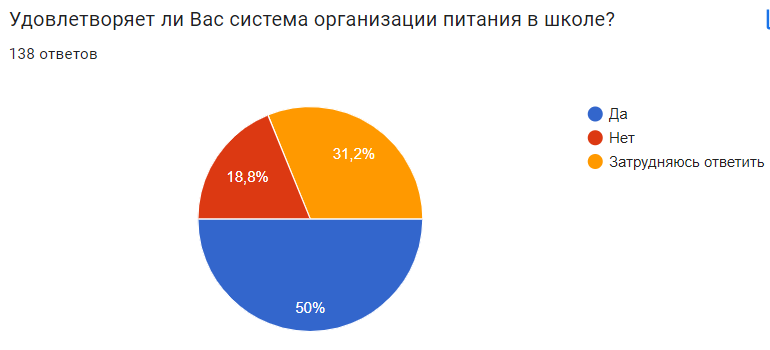 Удовлетворяет ли Вас система организации питания в школе?
138 ответов
Да
Нет
Затрудняюсь ответить
31,2%
18,8%
50%